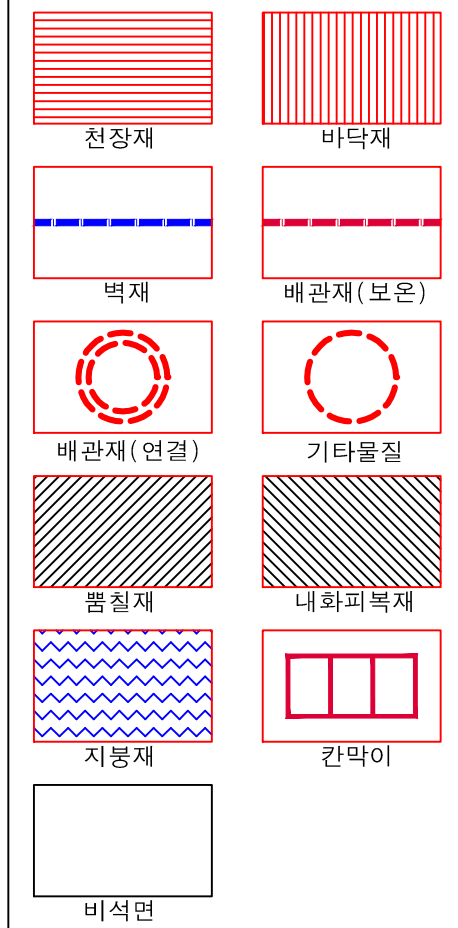 천장재
바닥재
벽재
배관재(보온)
배관재(연결)
기타물질
뿜칠재
내화피복재
지붕재
칸막이
비석면